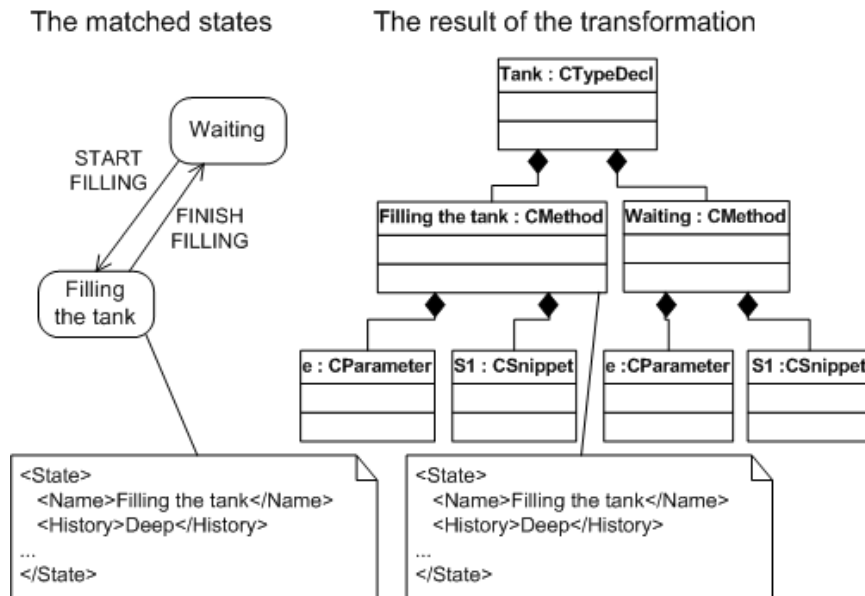 The matched states
The result of the transformation
Tank : CTypeDecl
Waiting
START
FILLING
FINISH
FILLING
Filling
the tank
Filling the tank : CMethod
Waiting : CMethod
e : CParameter
S1 : CSnippet
e :CParameter
S1 :CSnippet
<State>
<Name>Filling the tank</Name>
<History>Deep</History>
...
</State>
<State>
<Name>Filling the tank</Name>
<History>Deep</History>
...
</State>